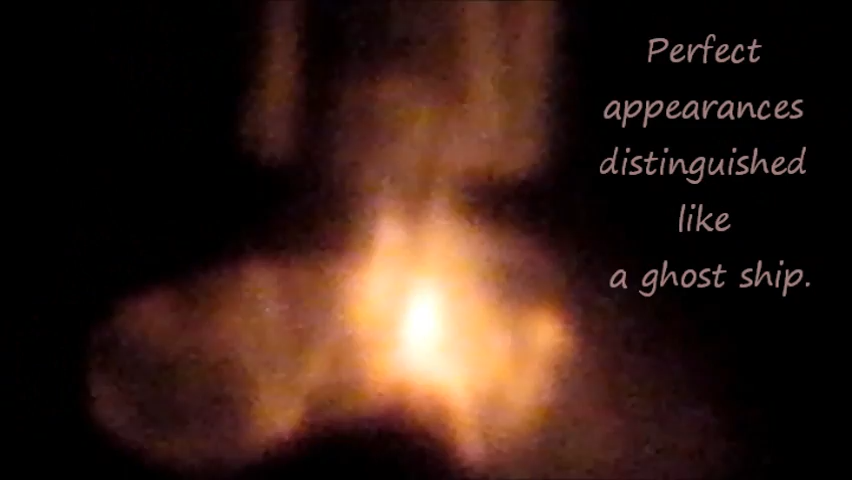 Perfect
appearances
distinguished
like
a ghost ship.